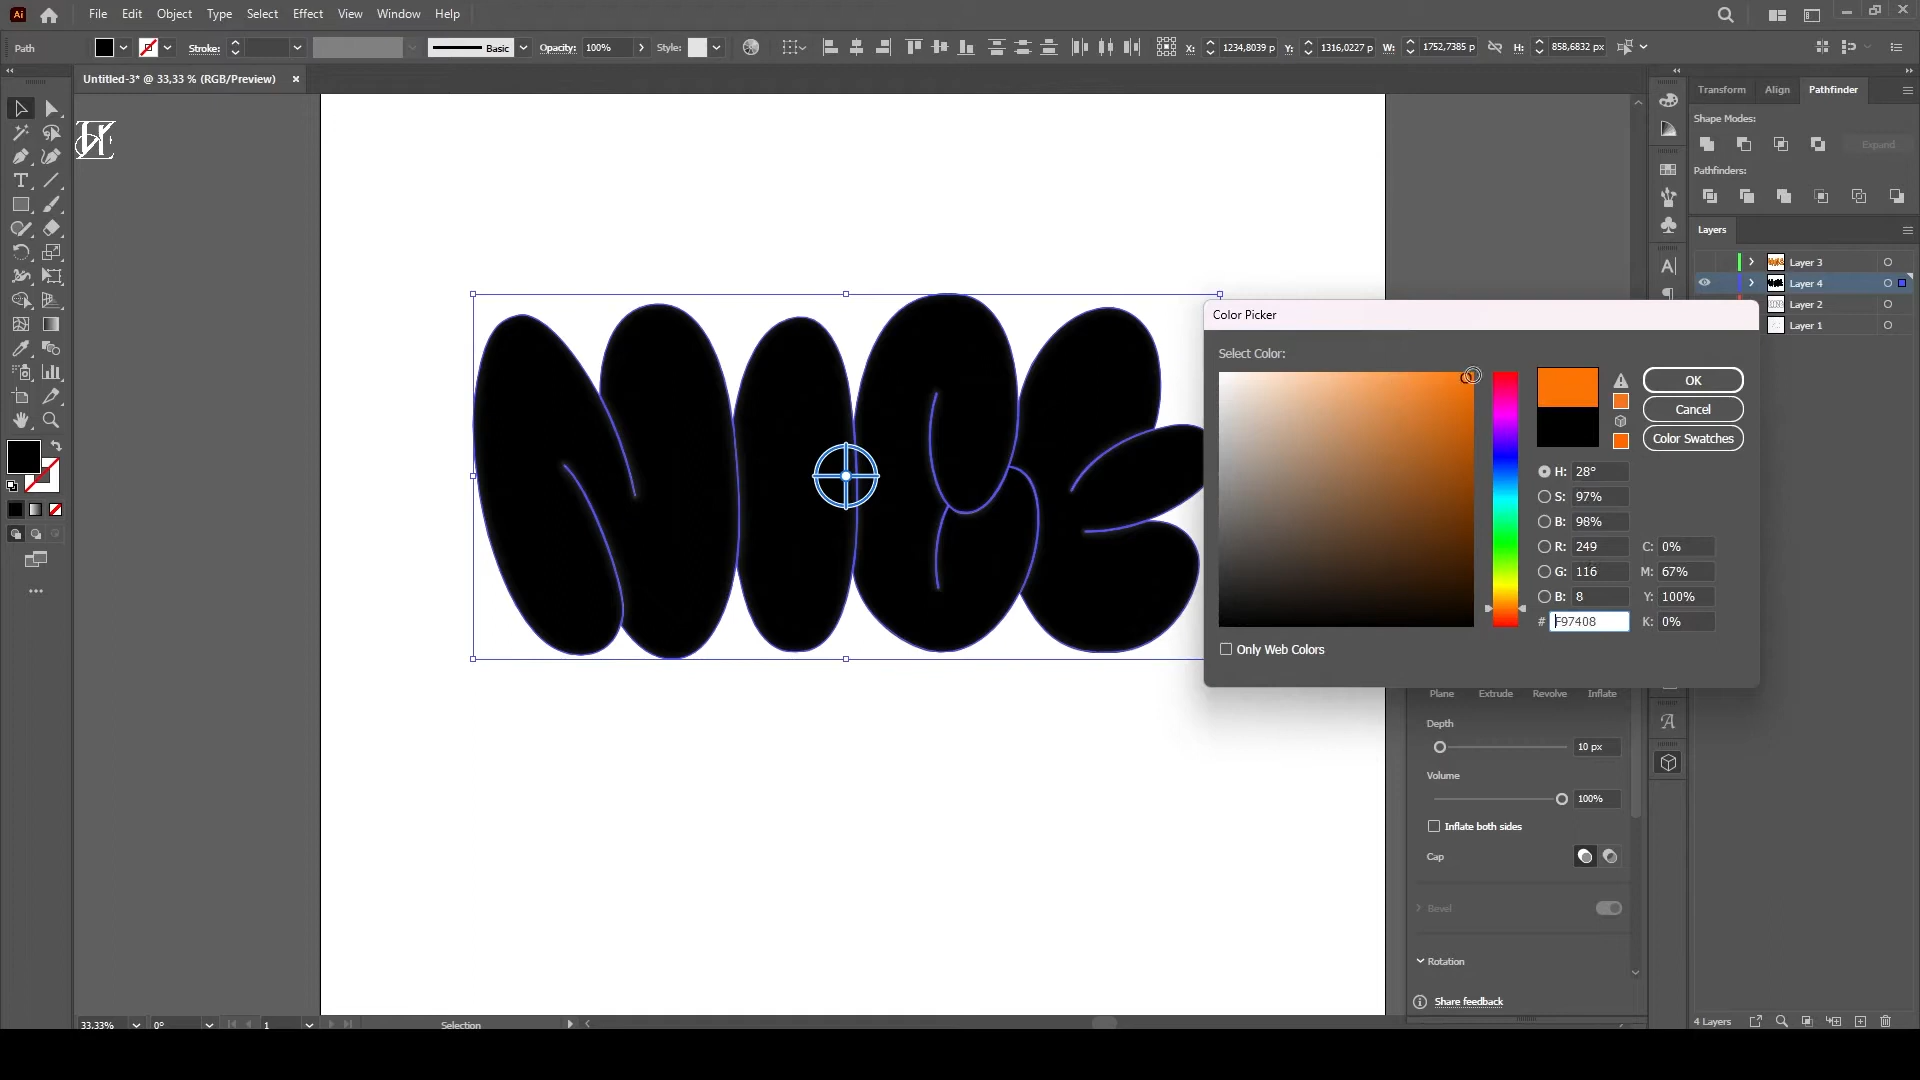 Ai File Edit Object Type Select Effect View Window Help
Path Stroke: Basic Opacity: 100% Style: X: 1234,8039 p Y: 1316,0227 p W: 1752,7385 p H: 858,6832 px
Untitled-3* @ 33,33 % (RGB/Preview) ×
Transform Align Pathfinder
Shape Modes:
Expand
Pathfinders:
Layers
Layer 3
Layer 4
Layer 2
Layer 1
NICE
Color Picker
Select Color:
OK
Cancel
Color Swatches
H: 28°
S: 97%
B: 98%
R: 249 C: 0%
G: 116 M: 67%
B: 8 Y: 100%
# F97408 K: 0%
Only Web Colors
Plane Extrude Revolve Inflate
Depth
10 px
Volume
100%
Inflate both sides
Cap
Bevel
Rotation
Share feedback
33,33% 0° 1 Selection
4 Layers